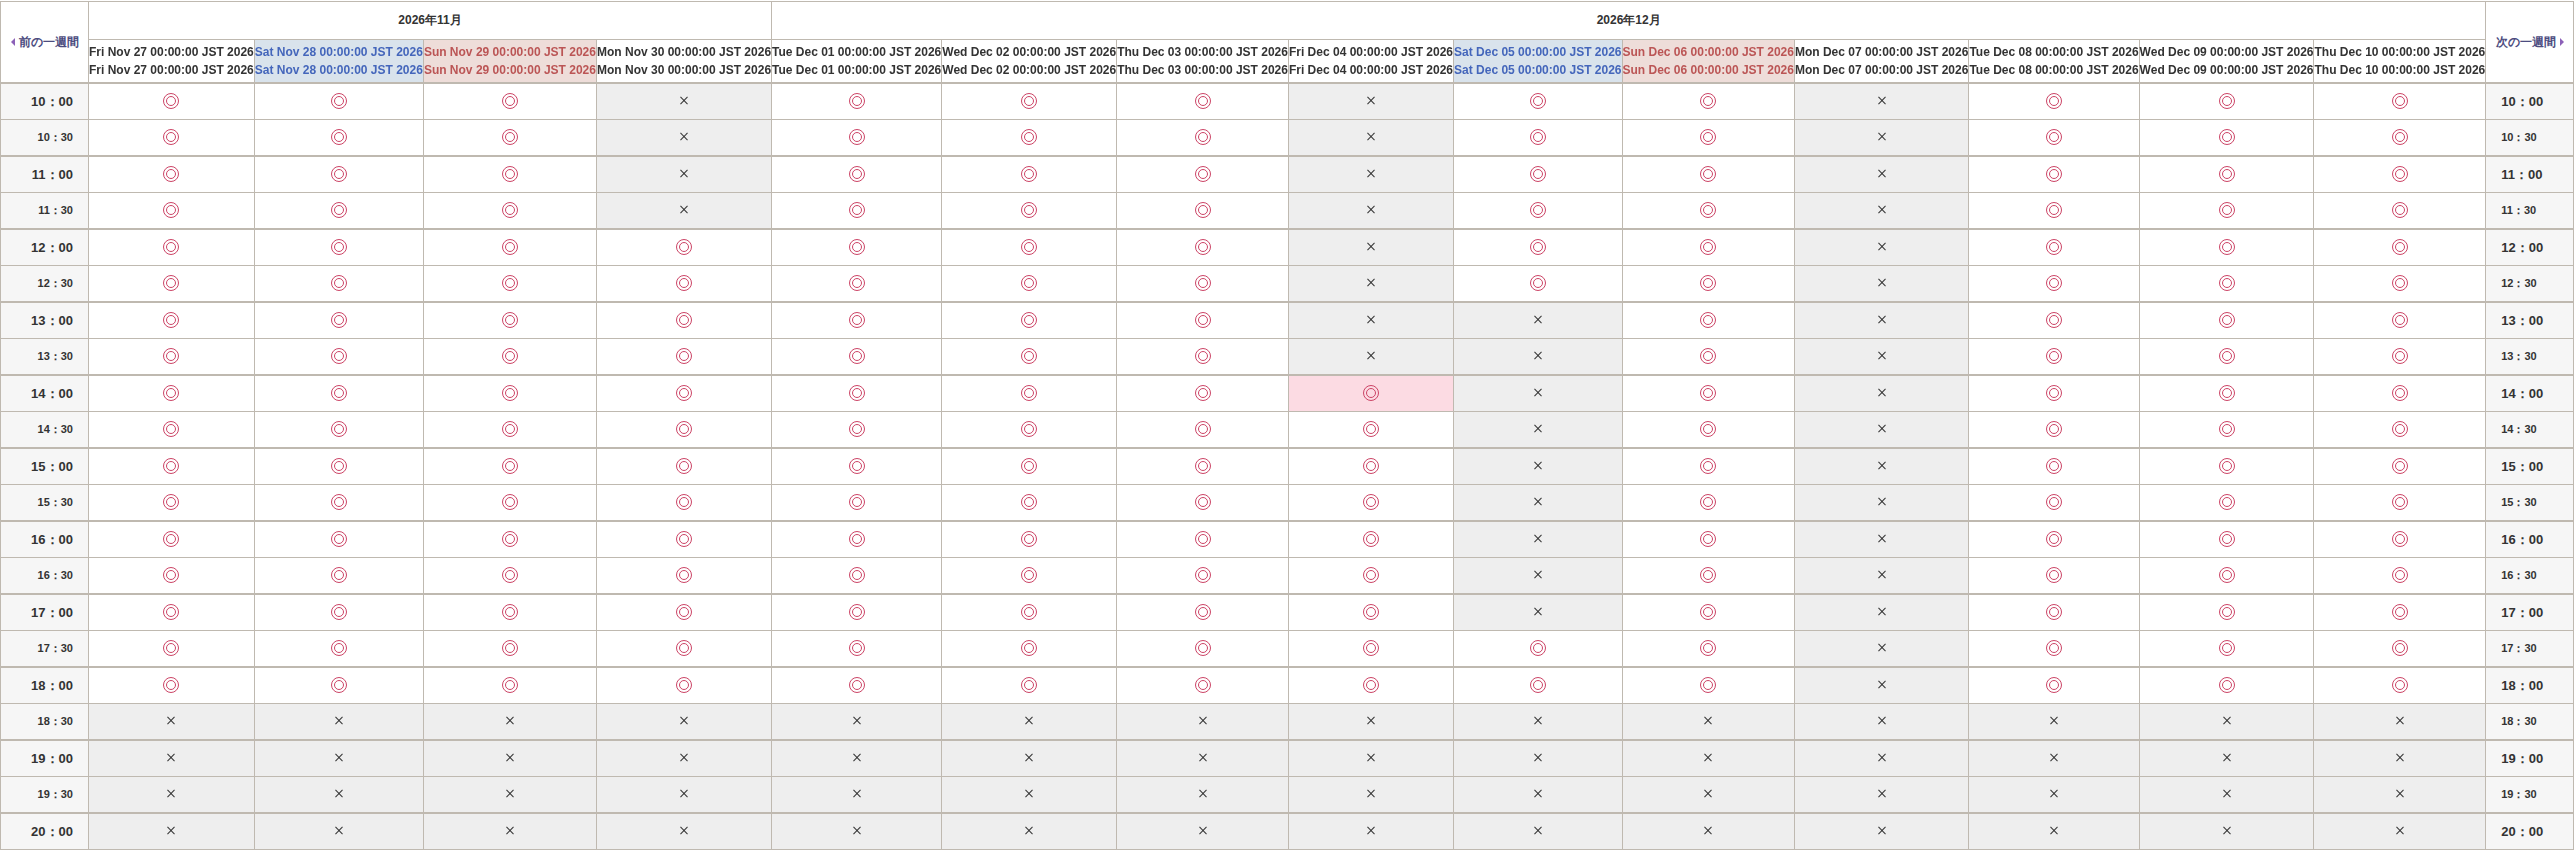 前の一週間 2026年11月 2026年12月 次の一週間
Fri Nov 27 00:00:00 JST 2026 Sat Nov 28 00:00:00 JST 2026 Sun Nov 29 00:00:00 JST 2026 Mon Nov 30 00:00:00 JST 2026 Tue Dec 01 00:00:00 JST 2026 Wed Dec 02 00:00:00 JST 2026 Thu Dec 03 00:00:00 JST 2026 Fri Dec 04 00:00:00 JST 2026 Sat Dec 05 00:00:00 JST 2026 Sun Dec 06 00:00:00 JST 2026 Mon Dec 07 00:00:00 JST 2026 Tue Dec 08 00:00:00 JST 2026 Wed Dec 09 00:00:00 JST 2026 Thu Dec 10 00:00:00 JST 2026
Fri Nov 27 00:00:00 JST 2026 Sat Nov 28 00:00:00 JST 2026 Sun Nov 29 00:00:00 JST 2026 Mon Nov 30 00:00:00 JST 2026 Tue Dec 01 00:00:00 JST 2026 Wed Dec 02 00:00:00 JST 2026 Thu Dec 03 00:00:00 JST 2026 Fri Dec 04 00:00:00 JST 2026 Sat Dec 05 00:00:00 JST 2026 Sun Dec 06 00:00:00 JST 2026 Mon Dec 07 00:00:00 JST 2026 Tue Dec 08 00:00:00 JST 2026 Wed Dec 09 00:00:00 JST 2026 Thu Dec 10 00:00:00 JST 2026
10：00 ◎ ◎ ◎ × ◎ ◎ ◎ × ◎ ◎ × ◎ ◎ ◎ 10：00
10：30 ◎ ◎ ◎ × ◎ ◎ ◎ × ◎ ◎ × ◎ ◎ ◎ 10：30
11：00 ◎ ◎ ◎ × ◎ ◎ ◎ × ◎ ◎ × ◎ ◎ ◎ 11：00
11：30 ◎ ◎ ◎ × ◎ ◎ ◎ × ◎ ◎ × ◎ ◎ ◎ 11：30
12：00 ◎ ◎ ◎ ◎ ◎ ◎ ◎ × ◎ ◎ × ◎ ◎ ◎ 12：00
12：30 ◎ ◎ ◎ ◎ ◎ ◎ ◎ × ◎ ◎ × ◎ ◎ ◎ 12：30
13：00 ◎ ◎ ◎ ◎ ◎ ◎ ◎ × × ◎ × ◎ ◎ ◎ 13：00
13：30 ◎ ◎ ◎ ◎ ◎ ◎ ◎ × × ◎ × ◎ ◎ ◎ 13：30
14：00 ◎ ◎ ◎ ◎ ◎ ◎ ◎ ◎ × ◎ × ◎ ◎ ◎ 14：00
14：30 ◎ ◎ ◎ ◎ ◎ ◎ ◎ ◎ × ◎ × ◎ ◎ ◎ 14：30
15：00 ◎ ◎ ◎ ◎ ◎ ◎ ◎ ◎ × ◎ × ◎ ◎ ◎ 15：00
15：30 ◎ ◎ ◎ ◎ ◎ ◎ ◎ ◎ × ◎ × ◎ ◎ ◎ 15：30
16：00 ◎ ◎ ◎ ◎ ◎ ◎ ◎ ◎ × ◎ × ◎ ◎ ◎ 16：00
16：30 ◎ ◎ ◎ ◎ ◎ ◎ ◎ ◎ × ◎ × ◎ ◎ ◎ 16：30
17：00 ◎ ◎ ◎ ◎ ◎ ◎ ◎ ◎ × ◎ × ◎ ◎ ◎ 17：00
17：30 ◎ ◎ ◎ ◎ ◎ ◎ ◎ ◎ ◎ ◎ × ◎ ◎ ◎ 17：30
18：00 ◎ ◎ ◎ ◎ ◎ ◎ ◎ ◎ ◎ ◎ × ◎ ◎ ◎ 18：00
18：30 × × × × × × × × × × × × × × 18：30
19：00 × × × × × × × × × × × × × × 19：00
19：30 × × × × × × × × × × × × × × 19：30
20：00 × × × × × × × × × × × × × × 20：00